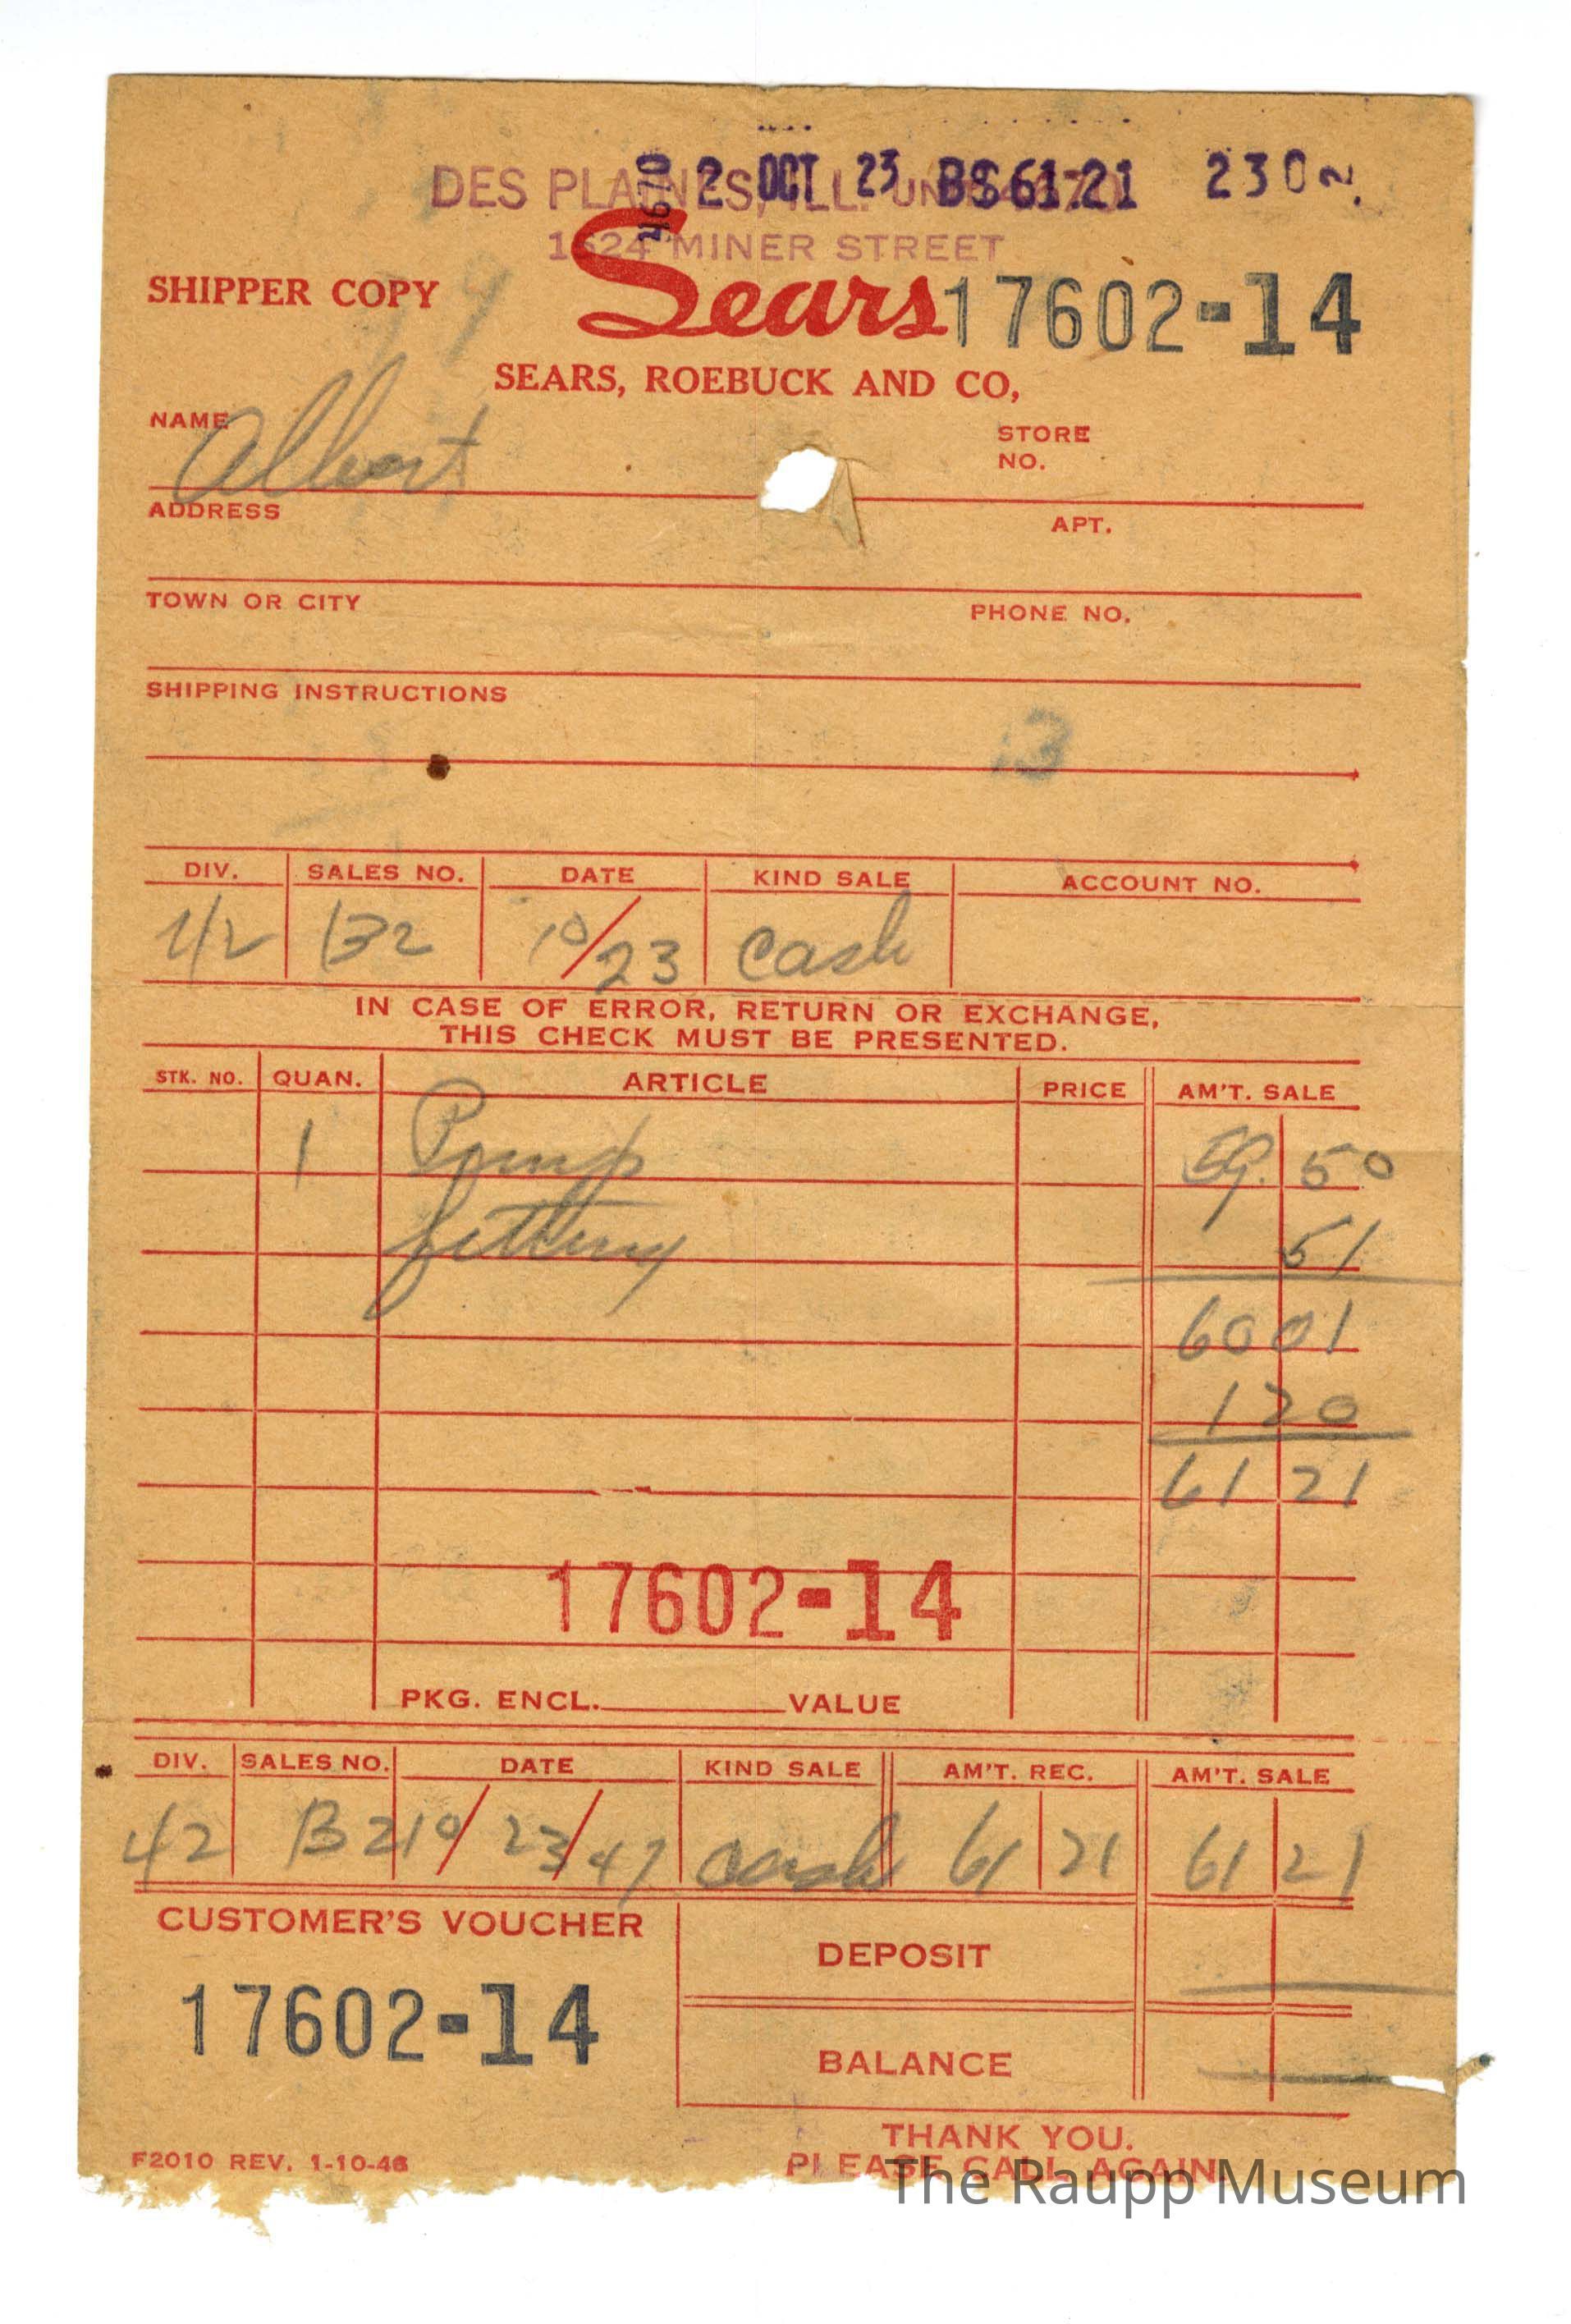 4670 2 OCT 23 BS 61.21 2302
DES PLAINES, ILL. UNIT 4670
1624 MINER STREET
SHIPPER COPY Sears 17602-14
SEARS, ROEBUCK AND CO,
NAME Albert STORE NO.
ADDRESS APT.
TOWN OR CITY PHONE NO.
SHIPPING INSTRUCTIONS
DIV. SALES NO. DATE KIND SALE ACCOUNT NO.
42 B2 10/23 Cash
IN CASE OF ERROR, RETURN OR EXCHANGE,
THIS CHECK MUST BE PRESENTED.
STK. NO. QUAN. ARTICLE PRICE AM'T. SALE
1 Pump 59.50
51
60 01
1 20
61 21
17602-14
PKG. ENCL. VALUE
DIV. SALES NO. DATE KIND SALE AM'T. REC. AM'T. SALE
42 B2 10/23/47 Cash 61 21 61 21
CUSTOMER'S VOUCHER
DEPOSIT
17602-14
BALANCE
THANK YOU.
F2010 REV. 1-10-46 PLEASE CALL AGAIN.
The Raupp Museum